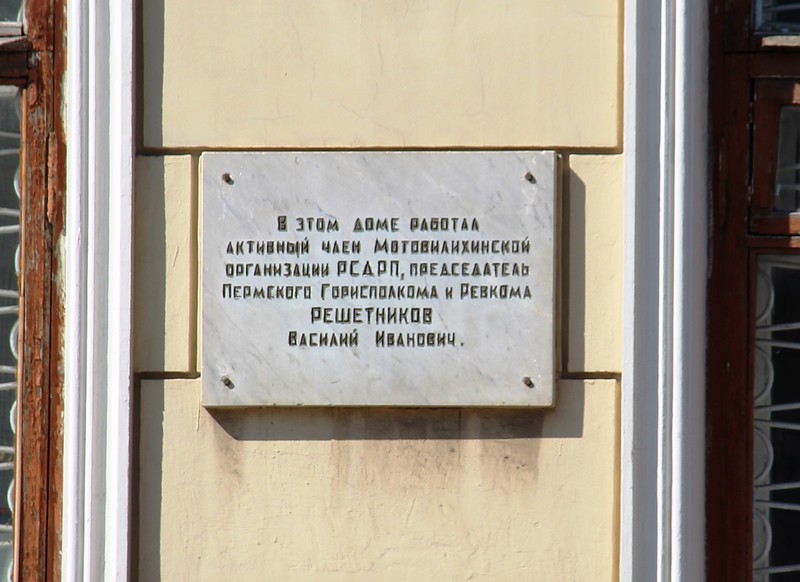 В ЭТОМ ДОМЕ РАБОТАЛ
АКТИВНЫЙ ЧЛЕН МОТОВИЛИХИНСКОЙ
ОРГАНИЗАЦИИ РСДРП, ПРЕДСЕДАТЕЛЬ
ПЕРМСКОГО ГОРИСПОЛКОМА И РЕВКОМА
РЕШЕТНИКОВ
ВАСИЛИЙ ИВАНОВИЧ.